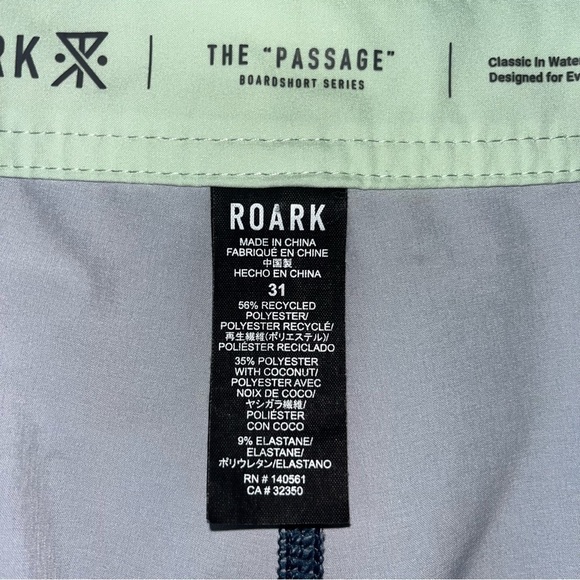 RK
THE “PASSAGE”
BOARDSHORT SERIES
Classic In Water
Designed for Ev
ROARK
MADE IN CHINA
FABRIQUÉ EN CHINE
中国製
HECHO EN CHINA
31
56% RECYCLED
POLYESTER/
POLYESTER RECYCLÉ/
再生繊維(ポリエステル)/
POLIÉSTER RECICLADO
35% POLYESTER
WITH COCONUT/
POLYESTER AVEC
NOIX DE COCO/
ヤシガラ繊維/
POLIÉSTER
CON COCO
9% ELASTANE/
ELASTANE/
ポリウレタン/ELASTANO
RN # 140561
CA # 32350